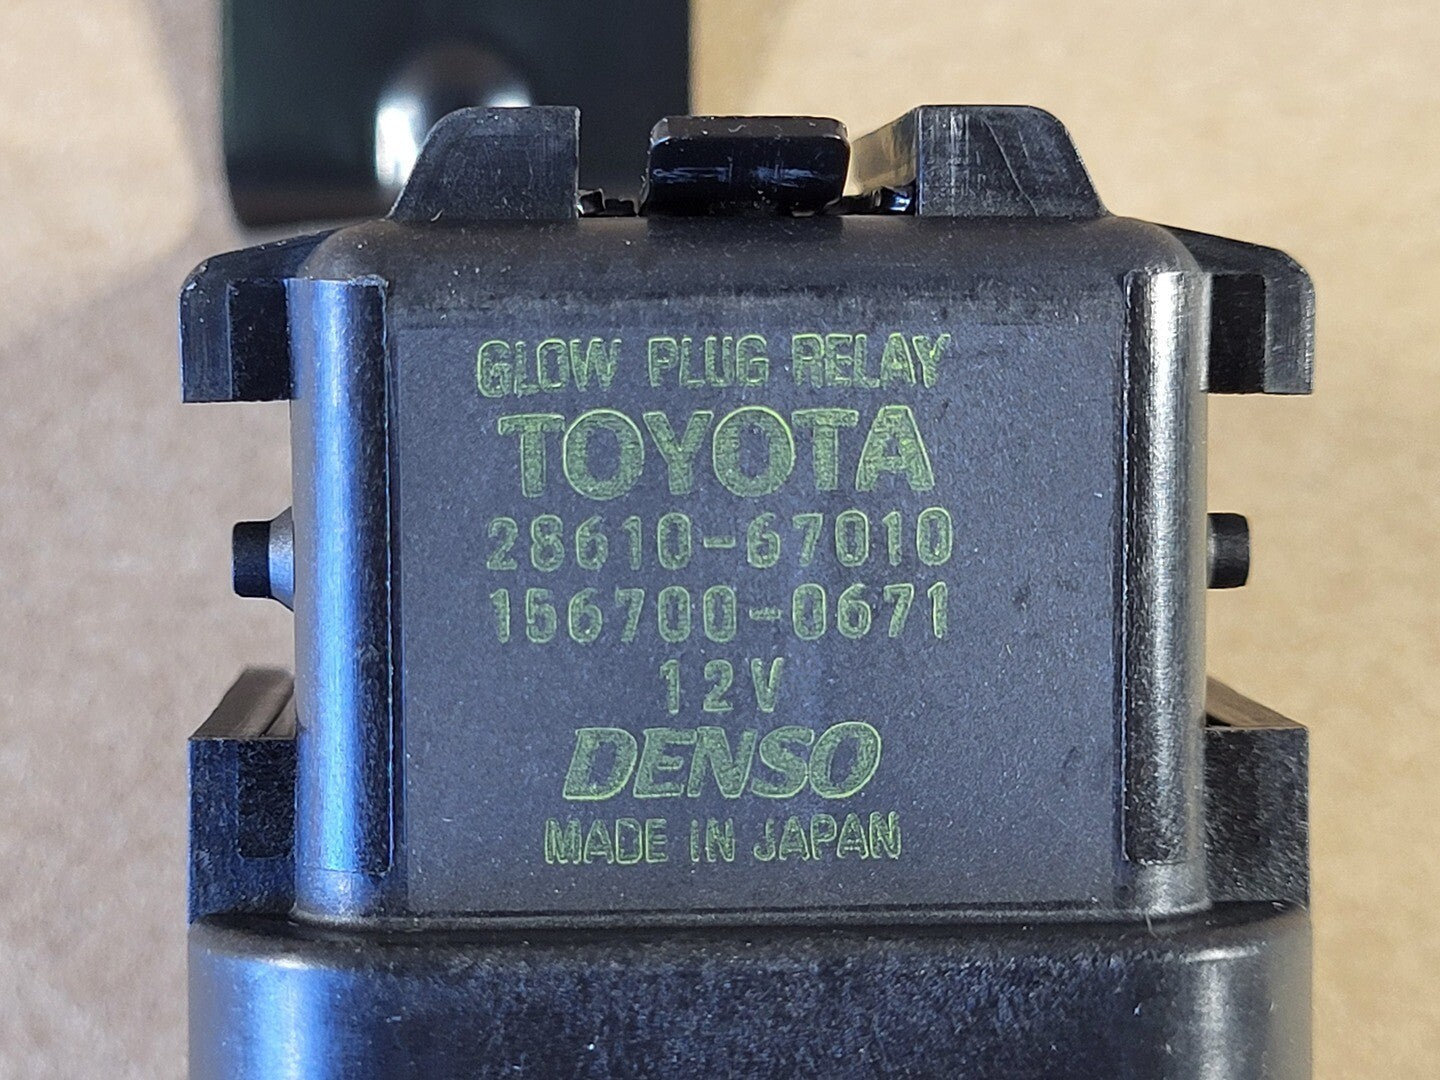 GLOW PLUG RELAY
TOYOTA
28610-67010
156700-0671
12V
DENSO
MADE IN JAPAN